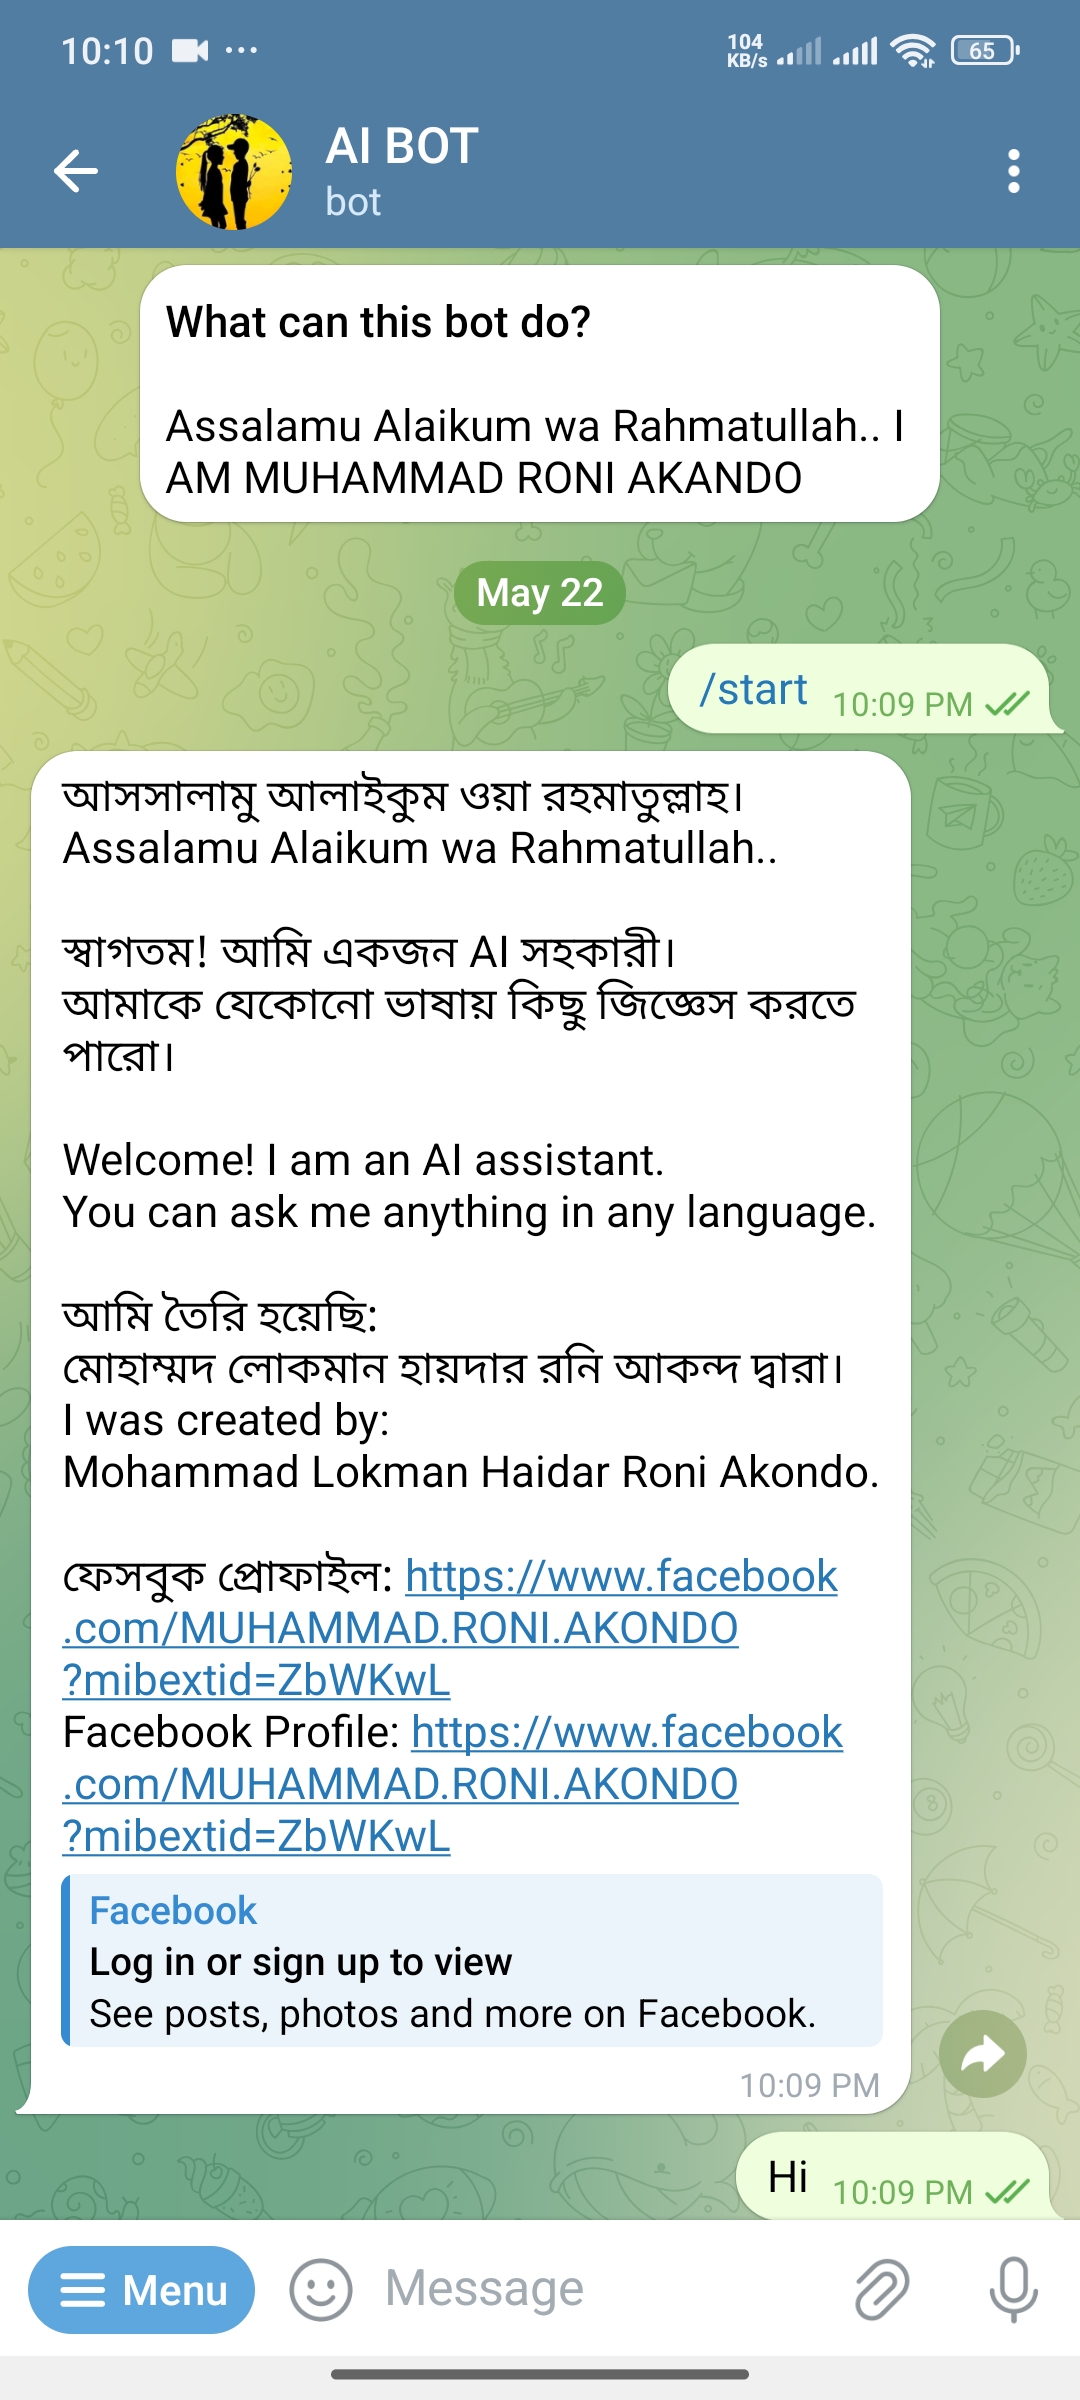 10:10
104
KB/s
65
AI BOT
bot
What can this bot do?
Assalamu Alaikum wa Rahmatullah.. I
AM MUHAMMAD RONI AKANDO
May 22
/start 10:09 PM
আসসালামু আলাইকুম ওয়া রহমাতুল্লাহ।
Assalamu Alaikum wa Rahmatullah..
স্বাগতম! আমি একজন AI সহকারী।
আমাকে যেকোনো ভাষায় কিছু জিজ্ঞেস করতে
পারো।
Welcome! I am an AI assistant.
You can ask me anything in any language.
আমি তৈরি হয়েছি:
মোহাম্মদ লোকমান হায়দার রনি আকন্দ দ্বারা।
I was created by:
Mohammad Lokman Haidar Roni Akondo.
ফেসবুক প্রোফাইল: https://www.facebook
.com/MUHAMMAD.RONI.AKONDO
?mibextid=ZbWKwL
Facebook Profile: https://www.facebook
.com/MUHAMMAD.RONI.AKONDO
?mibextid=ZbWKwL
Facebook
Log in or sign up to view
See posts, photos and more on Facebook.
10:09 PM
Hi 10:09 PM
Menu
Message